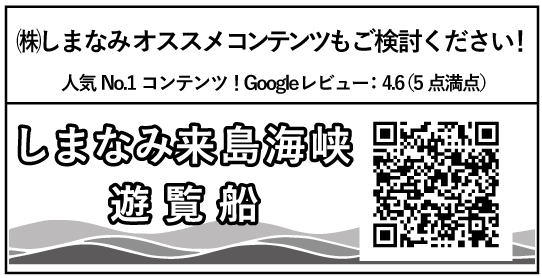 ㈱しまなみオススメコンテンツもご検討ください！
人気 No.1 コンテンツ！Googleレビュー：4.6（5 点満点）
しまなみ来島海峡
遊覧船